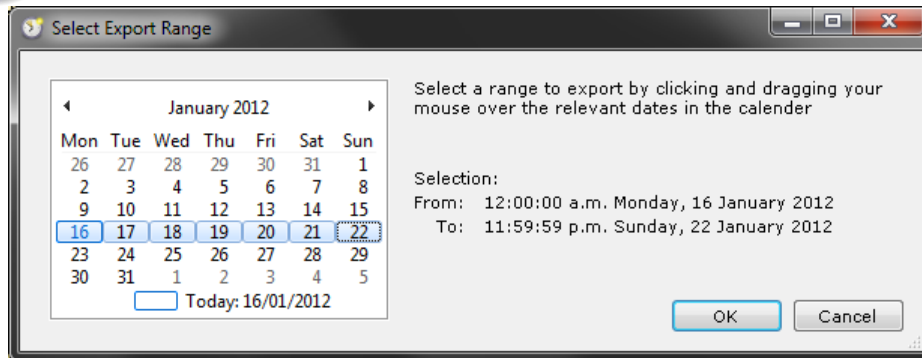 Select Export Range
January 2012
Mon Tue Wed Thu Fri Sat Sun
26 27 28 29 30 31 1
2 3 4 5 6 7 8
9 10 11 12 13 14 15
16 17 18 19 20 21 22
23 24 25 26 27 28 29
30 31 1 2 3 4 5
Today: 16/01/2012
Select a range to export by clicking and dragging your
mouse over the relevant dates in the calender
Selection:
From: 12:00:00 a.m. Monday, 16 January 2012
To: 11:59:59 p.m. Sunday, 22 January 2012
OK Cancel